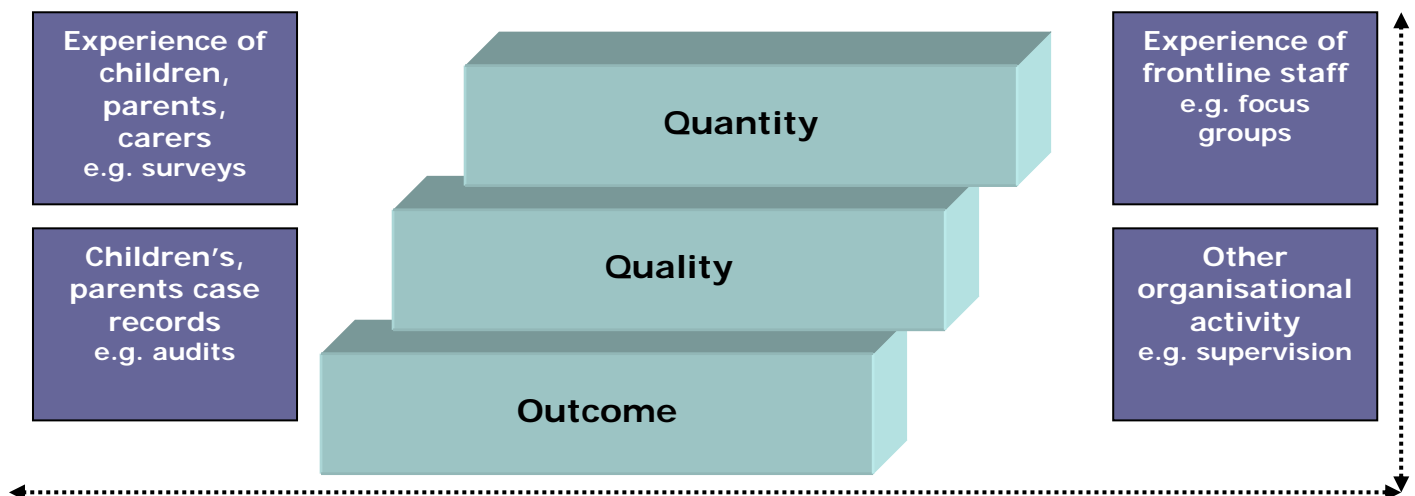 Experience of
children,
parents,
carers
e.g. surveys
Children's,
parents case
records
e.g. audits
Quantity
Quality
Outcome
Experience of
frontline staff
e.g. focus
groups
Other
organisational
activity
e.g. supervision